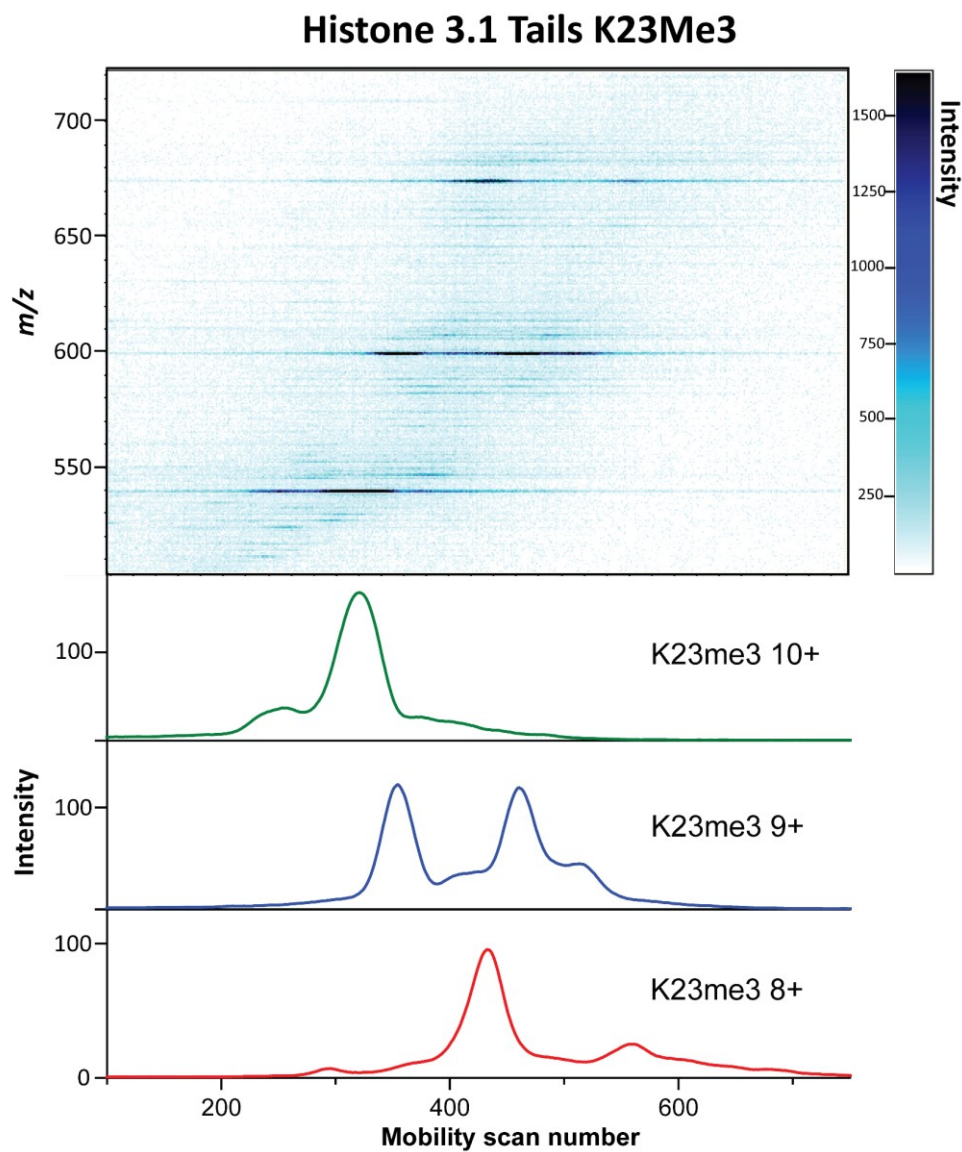 Histone 3.1 Tails K23Me3
700
650
600
550
m/z
1500
1250
1000
750
500
250
Intensity
100
K23me3 10+
100
K23me3 9+
100
K23me3 8+
0
Intensity
200
400
600
Mobility scan number